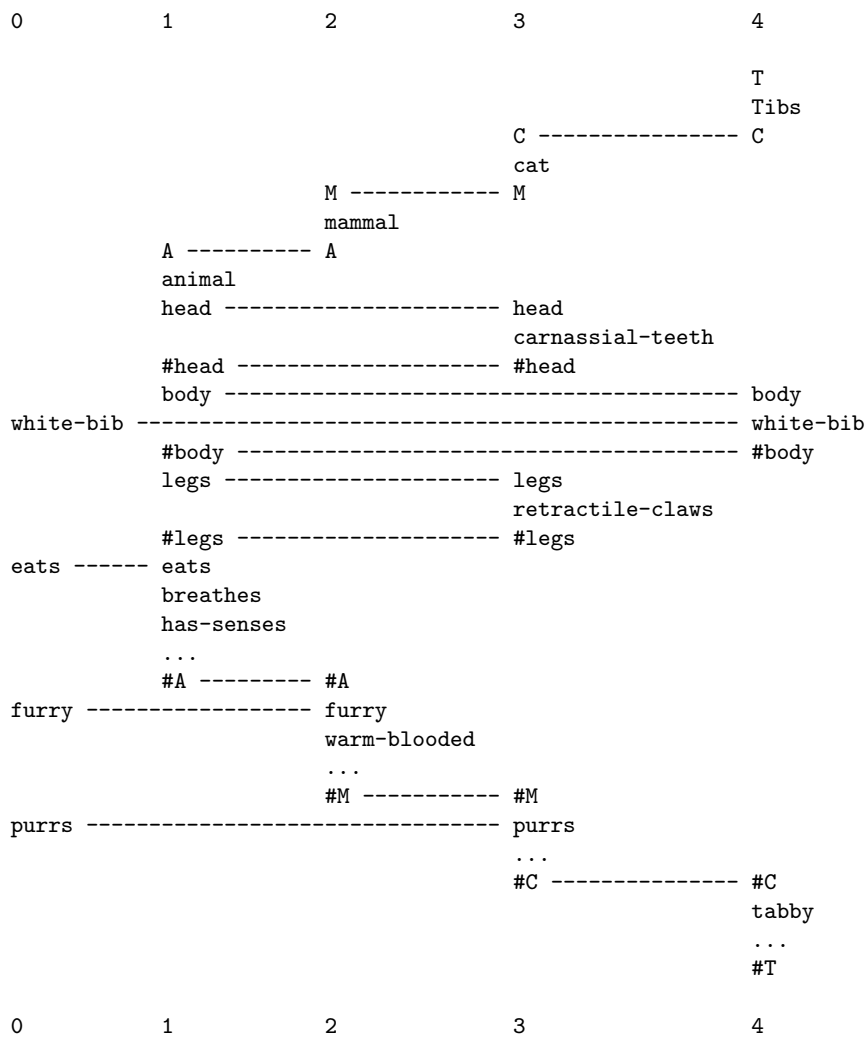 0 1 2 3 4
T
Tibs
C ---------------- C
cat
M ------------ M
mammal
A ---------- A
animal
head ---------------------- head
carnassial-teeth
#head --------------------- #head
body ----------------------------------------- body
white-bib ---------------------------------------------------- white-bib
#body ---------------------------------------- #body
legs ---------------------- legs
retractile-claws
#legs --------------------- #legs
eats ------ eats
breathes
has-senses
...
#A --------- #A
furry ------------------ furry
warm-blooded
...
#M ----------- #M
purrs --------------------------------- purrs
...
#C --------------- #C
tabby
...
#T
0 1 2 3 4